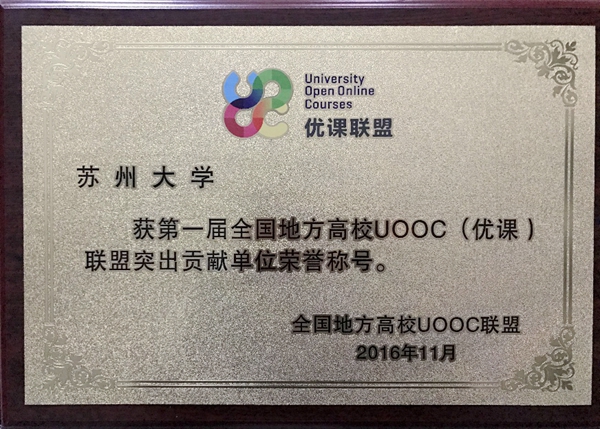 University
Open Online
Courses
优课联盟
苏州大学
获第一届全国地方高校UOOC（优课）
联盟突出贡献单位荣誉称号。
全国地方高校UOOC联盟
2016年11月